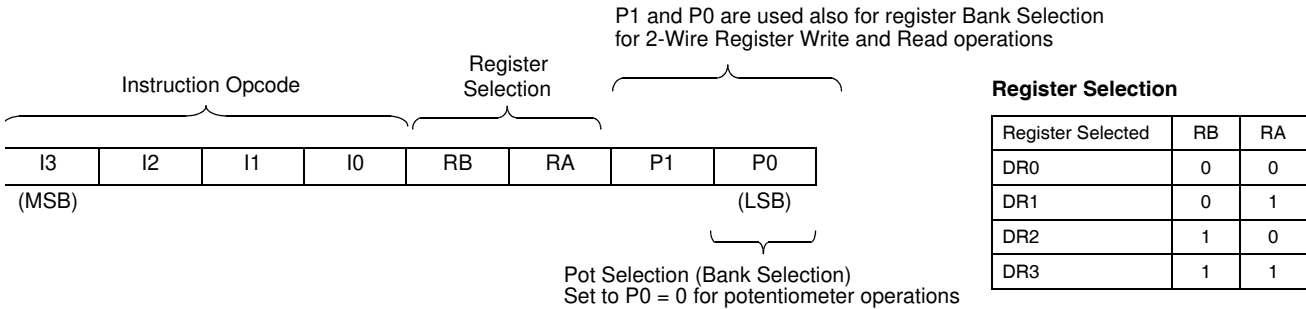 P1 and P0 are used also for register Bank Selection
for 2-Wire Register Write and Read operations
Register
Selection
Instruction Opcode
I3 I2 I1 I0 RB RA P1 P0
(MSB) (LSB)
Pot Selection (Bank Selection)
Set to P0 = 0 for potentiometer operations
Register Selection
Register Selected RB RA
DR0 0 0
DR1 0 1
DR2 1 0
DR3 1 1